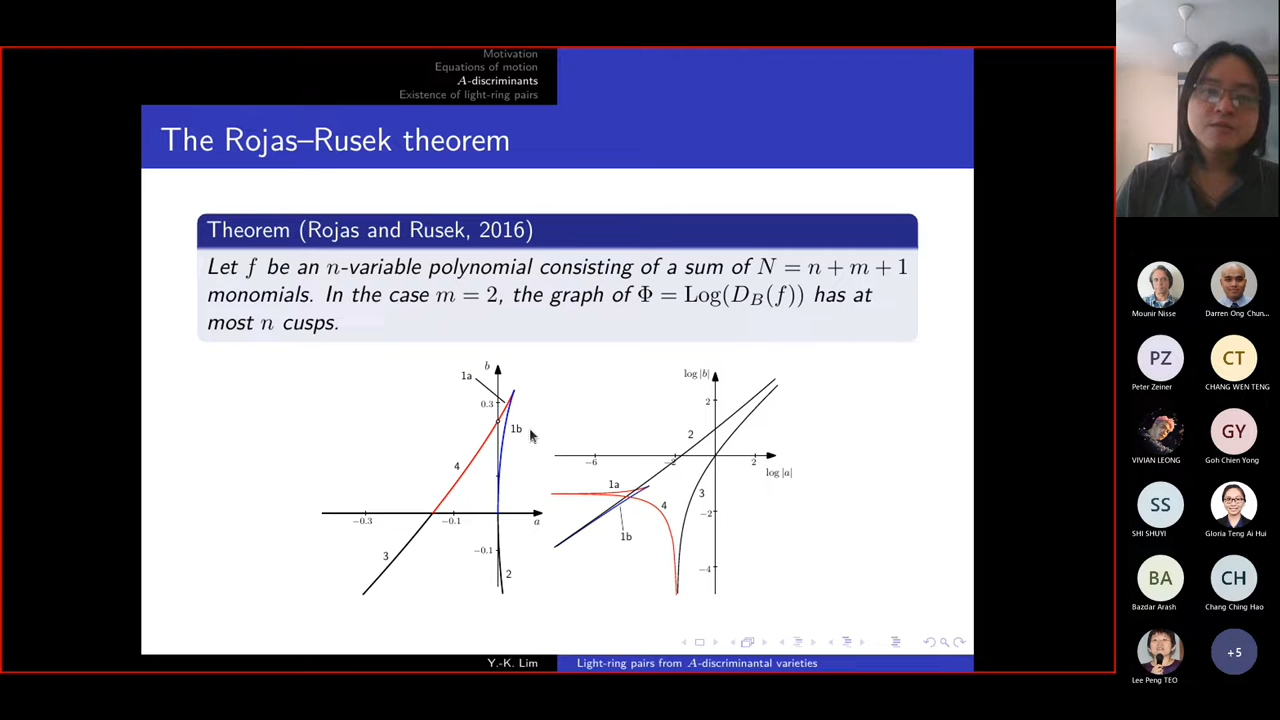 Motivation
Equations of motion
A-discriminants
Existence of light-ring pairs
The Rojas–Rusek theorem
Theorem (Rojas and Rusek, 2016)
Let f be an n-variable polynomial consisting of a sum of N = n + m + 1
monomials. In the case m = 2, the graph of Φ = Log(D_B(f)) has at
most n cusps.
b
1a
0.3
1b
4
−0.3
−0.1
a
3
−0.1
2
log |b|
2
2
−6
−2
2
log |a|
1a
3
4
−2
1b
−4
Y.-K. Lim
Light-ring pairs from A-discriminantal varieties
Mounir Nisse
Darren Ong Chun...
PZ
Peter Zeiner
CT
CHANG WEN TENG
VIVIAN LEONG
GY
Goh Chien Yong
SS
SHI SHUYI
Gloria Teng Ai Hui
BA
Bazdar Arash
CH
Chang Ching Hao
Lee Peng TEO
+5